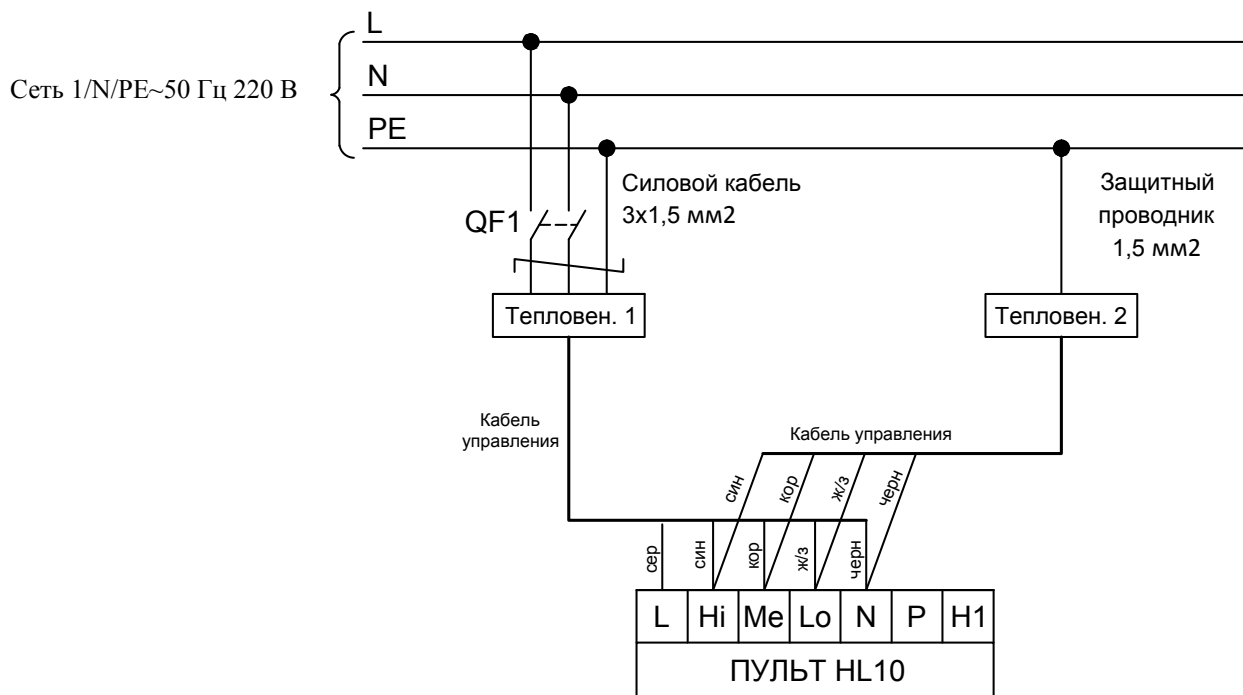 L
Сеть 1/N/PE~50 Гц 220 В
N
PE
Силовой кабель
3х1,5 мм2
Защитный
проводник
1,5 мм2
QF1
Тепловен. 1
Тепловен. 2
Кабель
управления
Кабель управления
син
кор
ж/з
черн
сер
син
кор
ж/з
черн
L Hi Me Lo N P H1
ПУЛЬТ HL10